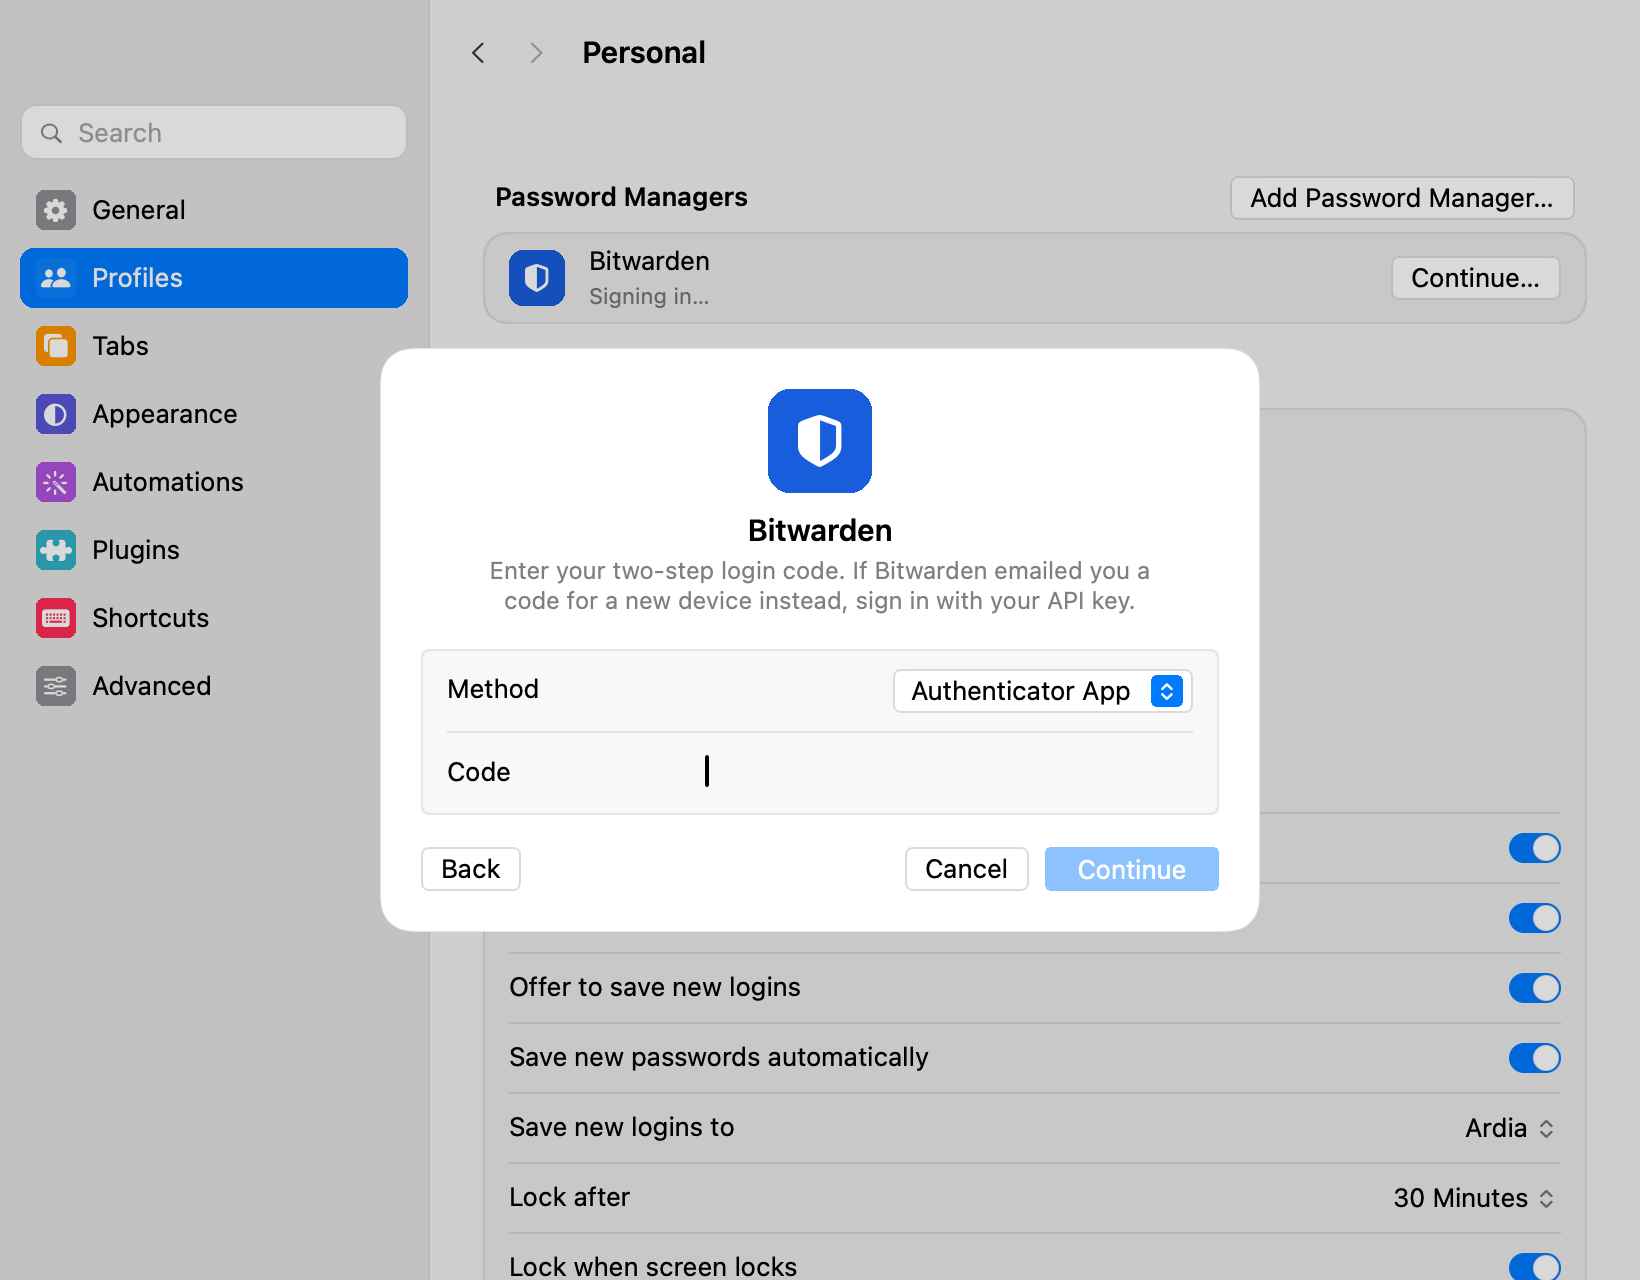 Personal
Search
General
Profiles
Tabs
Appearance
Automations
Plugins
Shortcuts
Advanced
Password Managers
Add Password Manager...
Bitwarden
Signing in...
Continue...
Bitwarden
Enter your two-step login code. If Bitwarden emailed you a
code for a new device instead, sign in with your API key.
Method
Authenticator App
Code
Back
Cancel
Continue
Offer to save new logins
Save new passwords automatically
Save new logins to
Ardia
Lock after
30 Minutes
Lock when screen locks